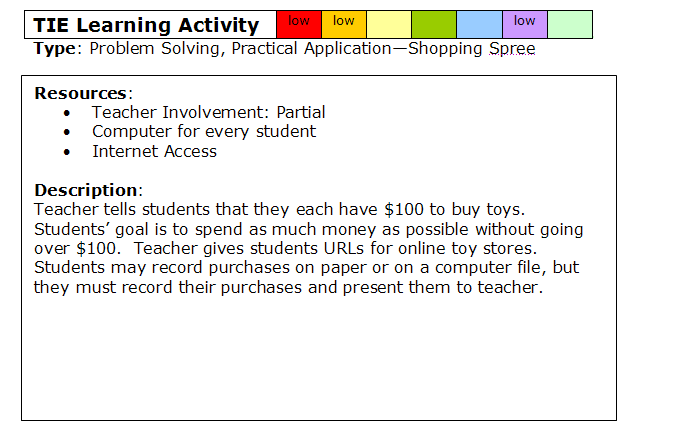 TIE Learning Activity low low low
Type: Problem Solving, Practical Application—Shopping Spree
Resources:
• Teacher Involvement: Partial
• Computer for every student
• Internet Access
Description:
Teacher tells students that they each have $100 to buy toys.
Students’ goal is to spend as much money as possible without going
over $100.  Teacher gives students URLs for online toy stores.
Students may record purchases on paper or on a computer file, but
they must record their purchases and present them to teacher.